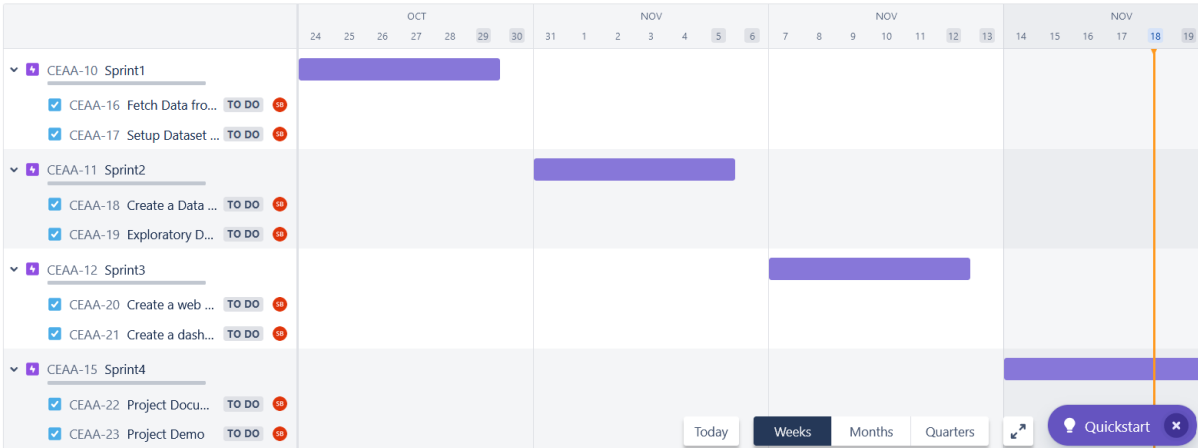 OCT NOV NOV NOV
24 25 26 27 28 29 30 31 1 2 3 4 5 6 7 8 9 10 11 12 13 14 15 16 17 18 19
CEAA-10 Sprint1
CEAA-16 Fetch Data fro... TO DO SB
CEAA-17 Setup Dataset ... TO DO SB
CEAA-11 Sprint2
CEAA-18 Create a Data ... TO DO SB
CEAA-19 Exploratory D... TO DO SB
CEAA-12 Sprint3
CEAA-20 Create a web ... TO DO SB
CEAA-21 Create a dash... TO DO SB
CEAA-15 Sprint4
CEAA-22 Project Docu... TO DO SB
CEAA-23 Project Demo TO DO SB
Today Weeks Months Quarters Quickstart